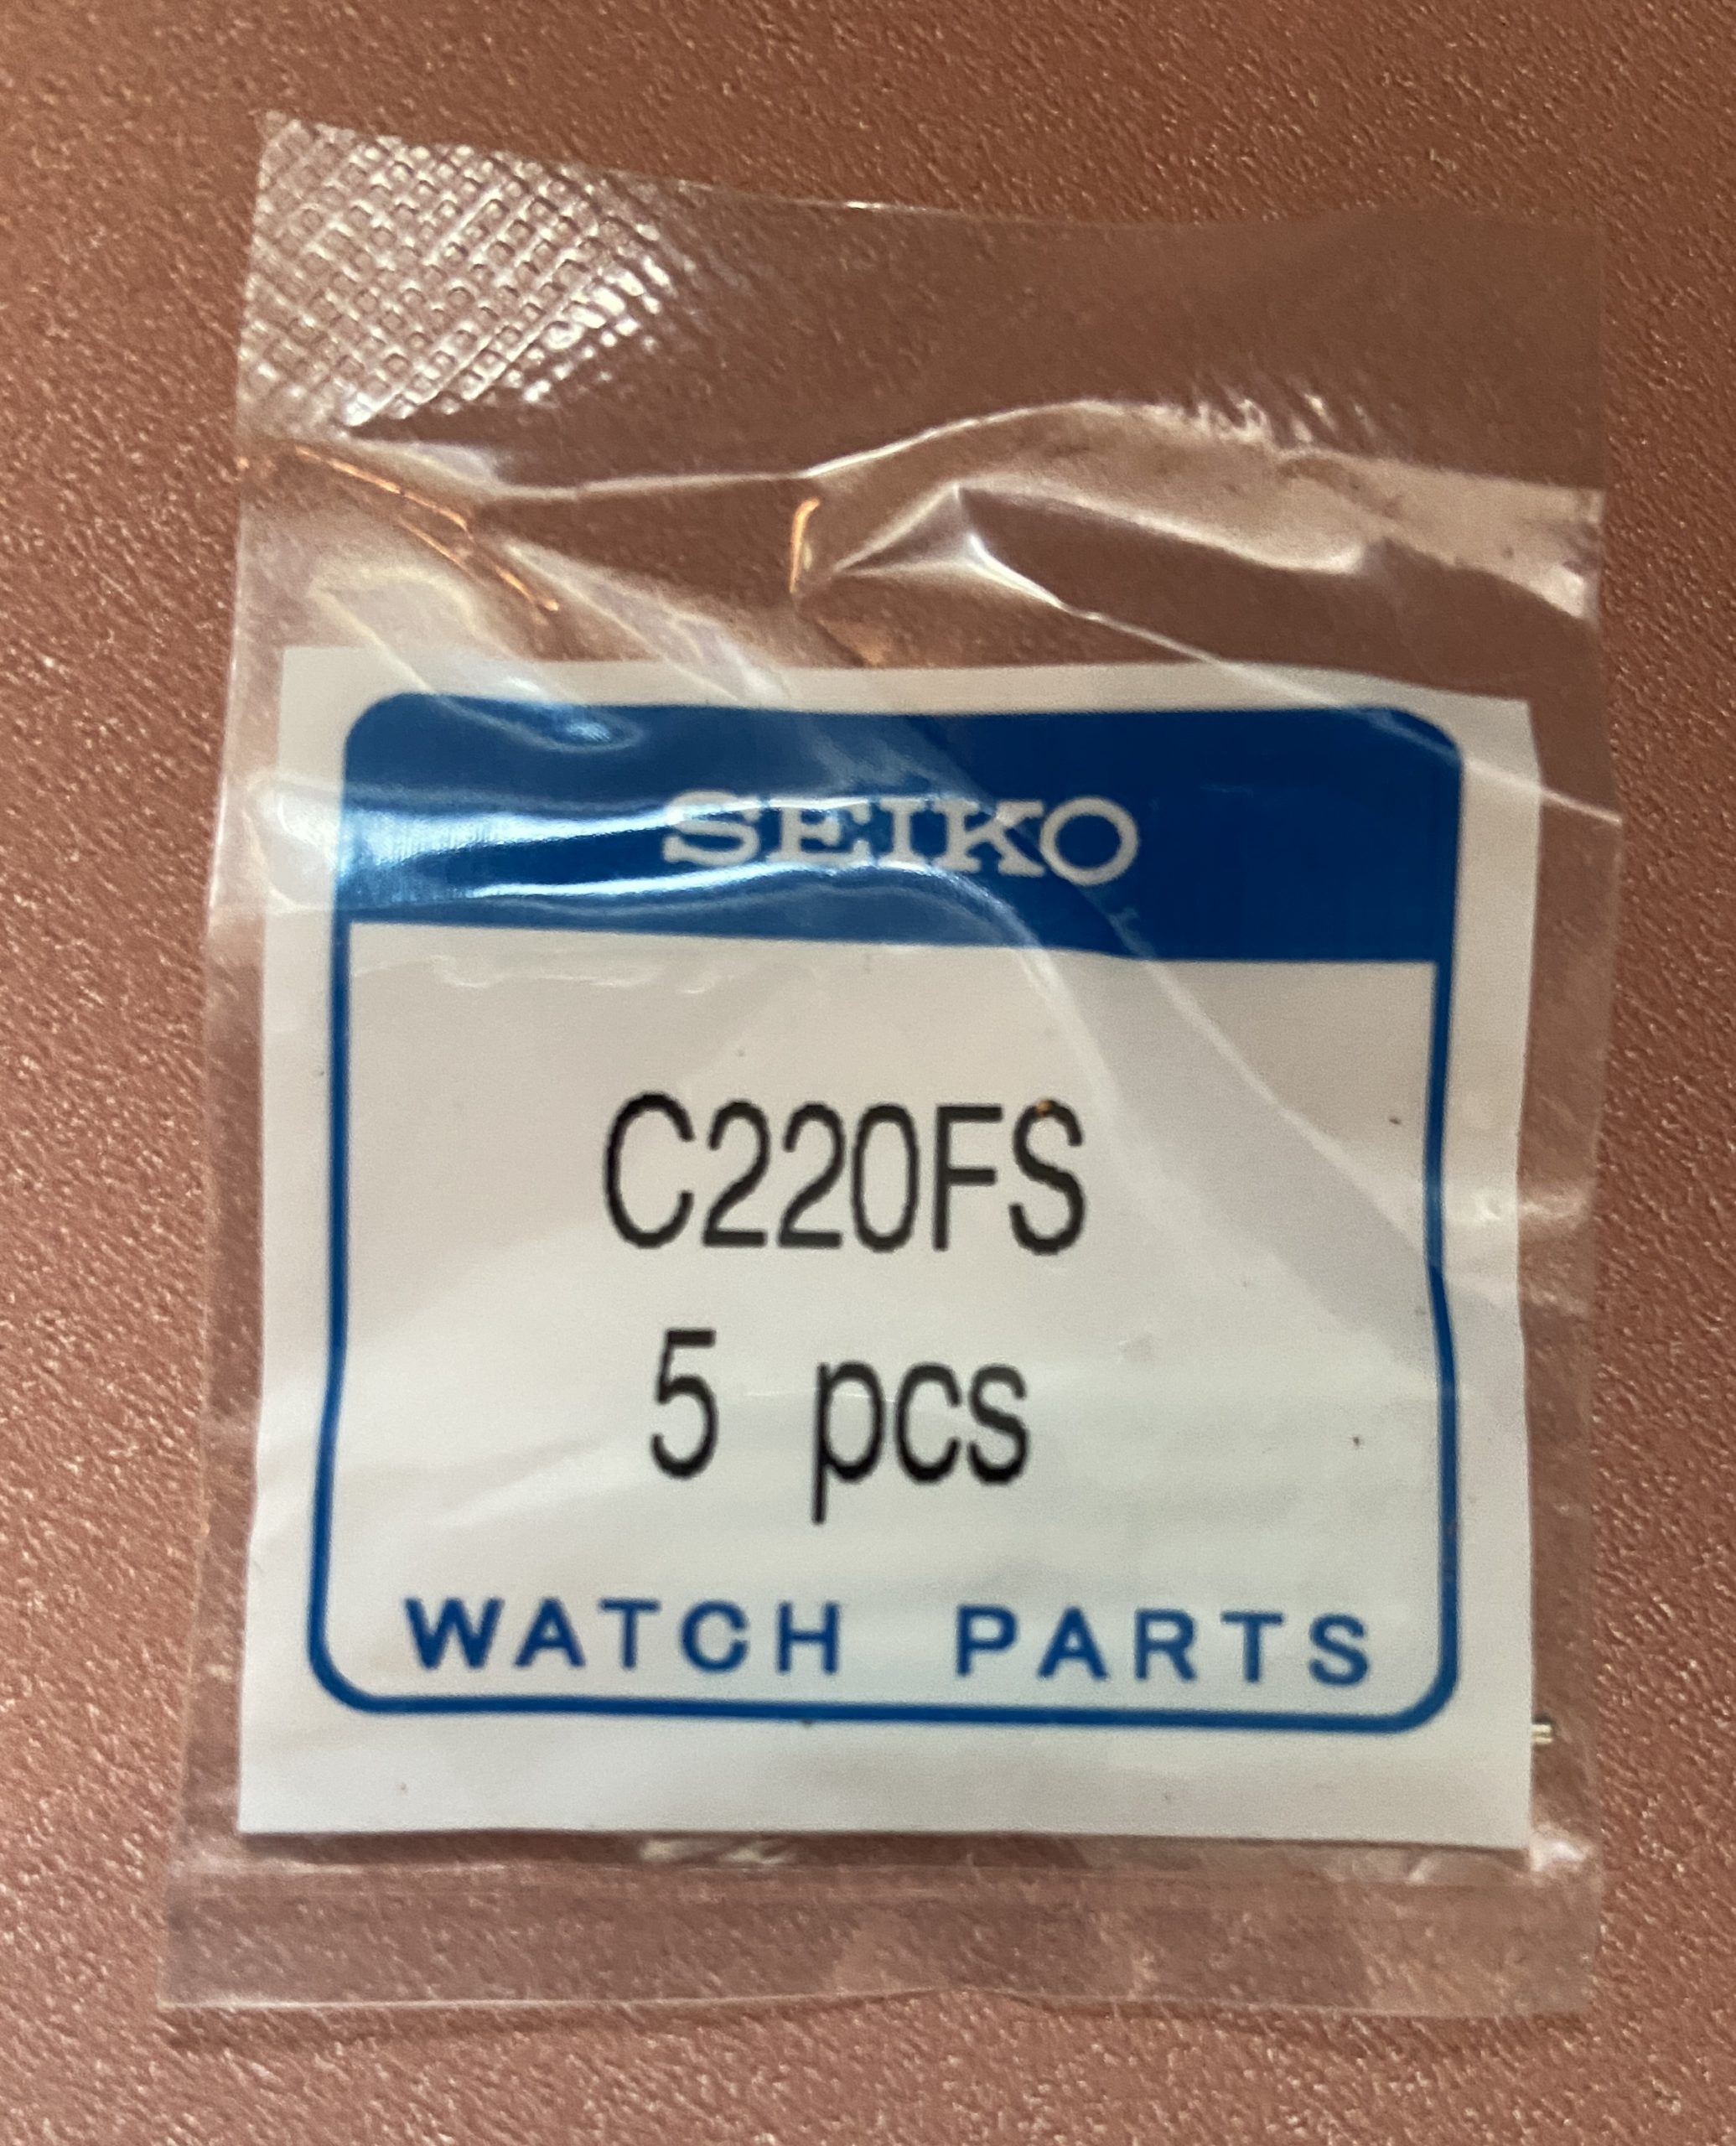 SEIKO
C220FS
5 pcs
WATCH PARTS